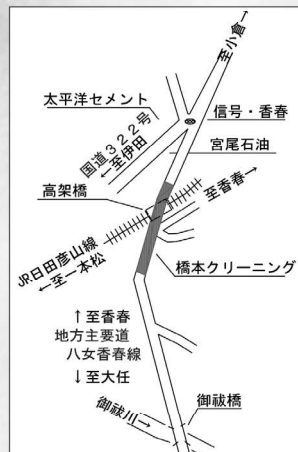 至小倉→
太平洋セメント
信号・香春
国道322号
←至伊田
宮尾石油
高架橋
至香春→
JR日田彦山線
←至一本松
橋本クリーニング
↑至香春
地方主要道
八女香春線
↓至大任
御祓川→
御祓橋